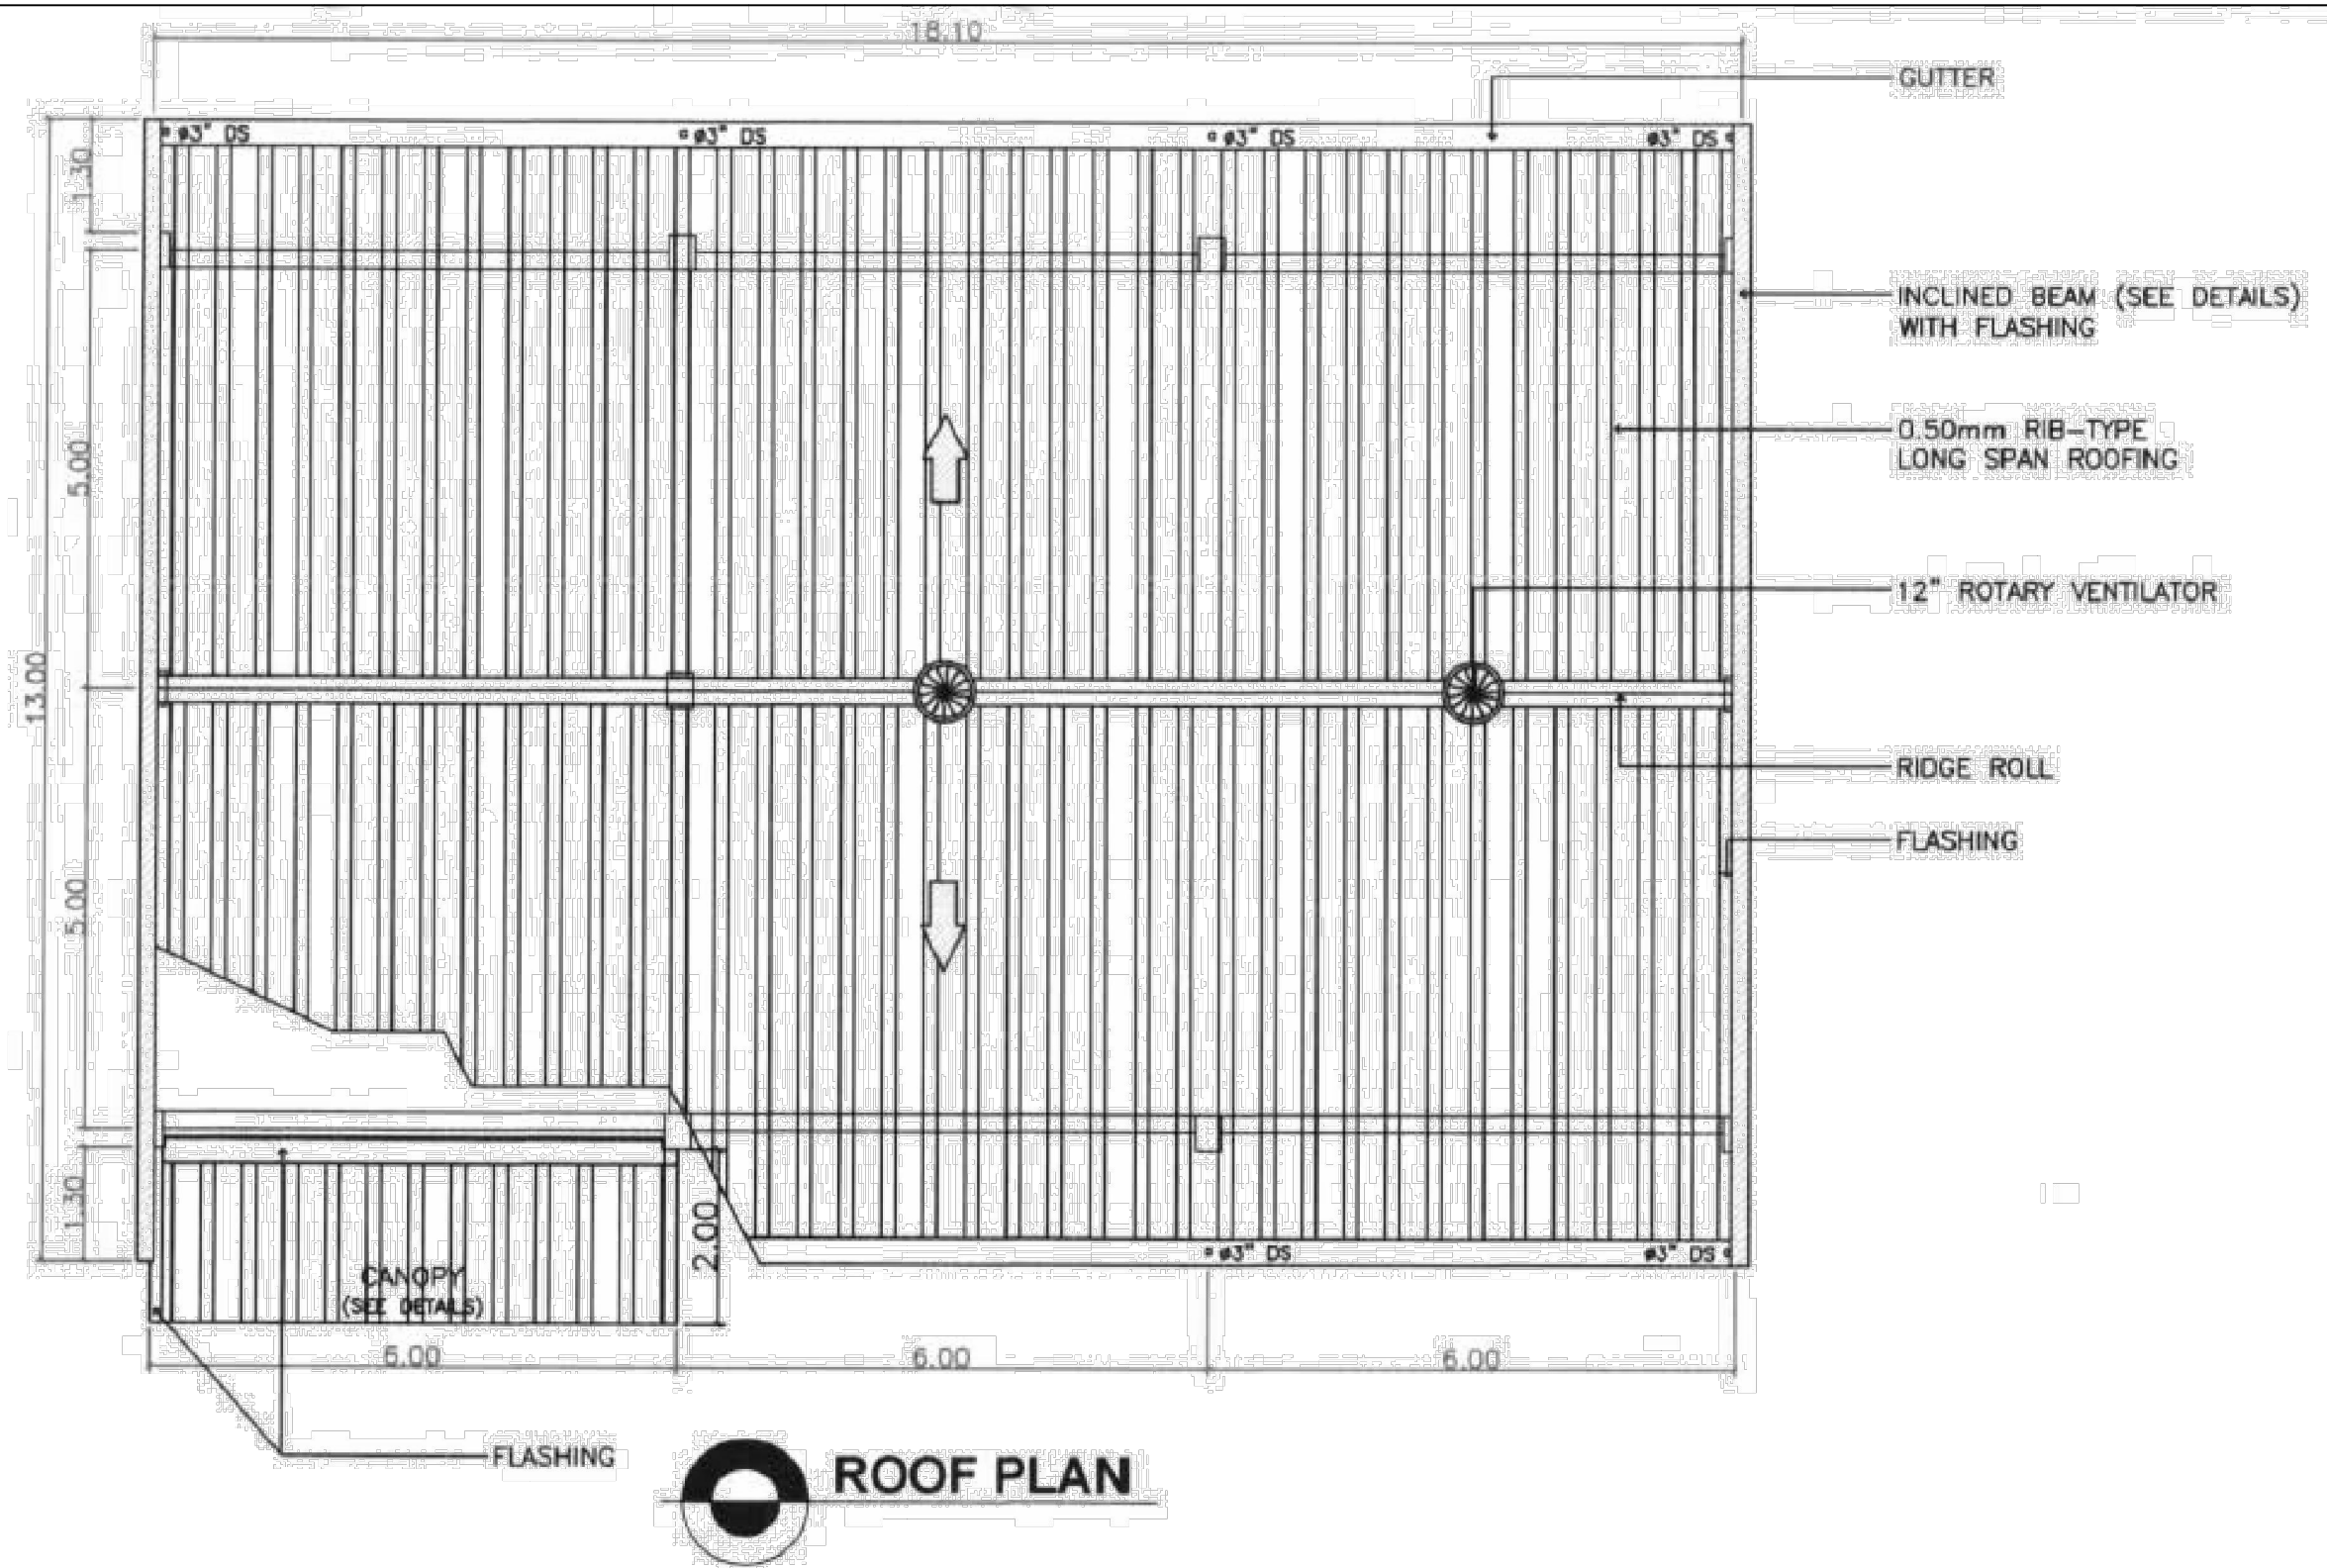 18.10
GUTTER
ø3" DS
ø3" DS
ø3" DS
ø3" DS
1.30
INCLINED BEAM (SEE DETAILS)
WITH FLASHING
0.50mm RIB-TYPE
LONG SPAN ROOFING
5.00
12" ROTARY VENTILATOR
13.00
RIDGE ROLL
FLASHING
5.00
1.30
2.00
ø3" DS
ø3" DS
CANOPY
(SEE DETAILS)
6.00
6.00
6.00
FLASHING
ROOF PLAN